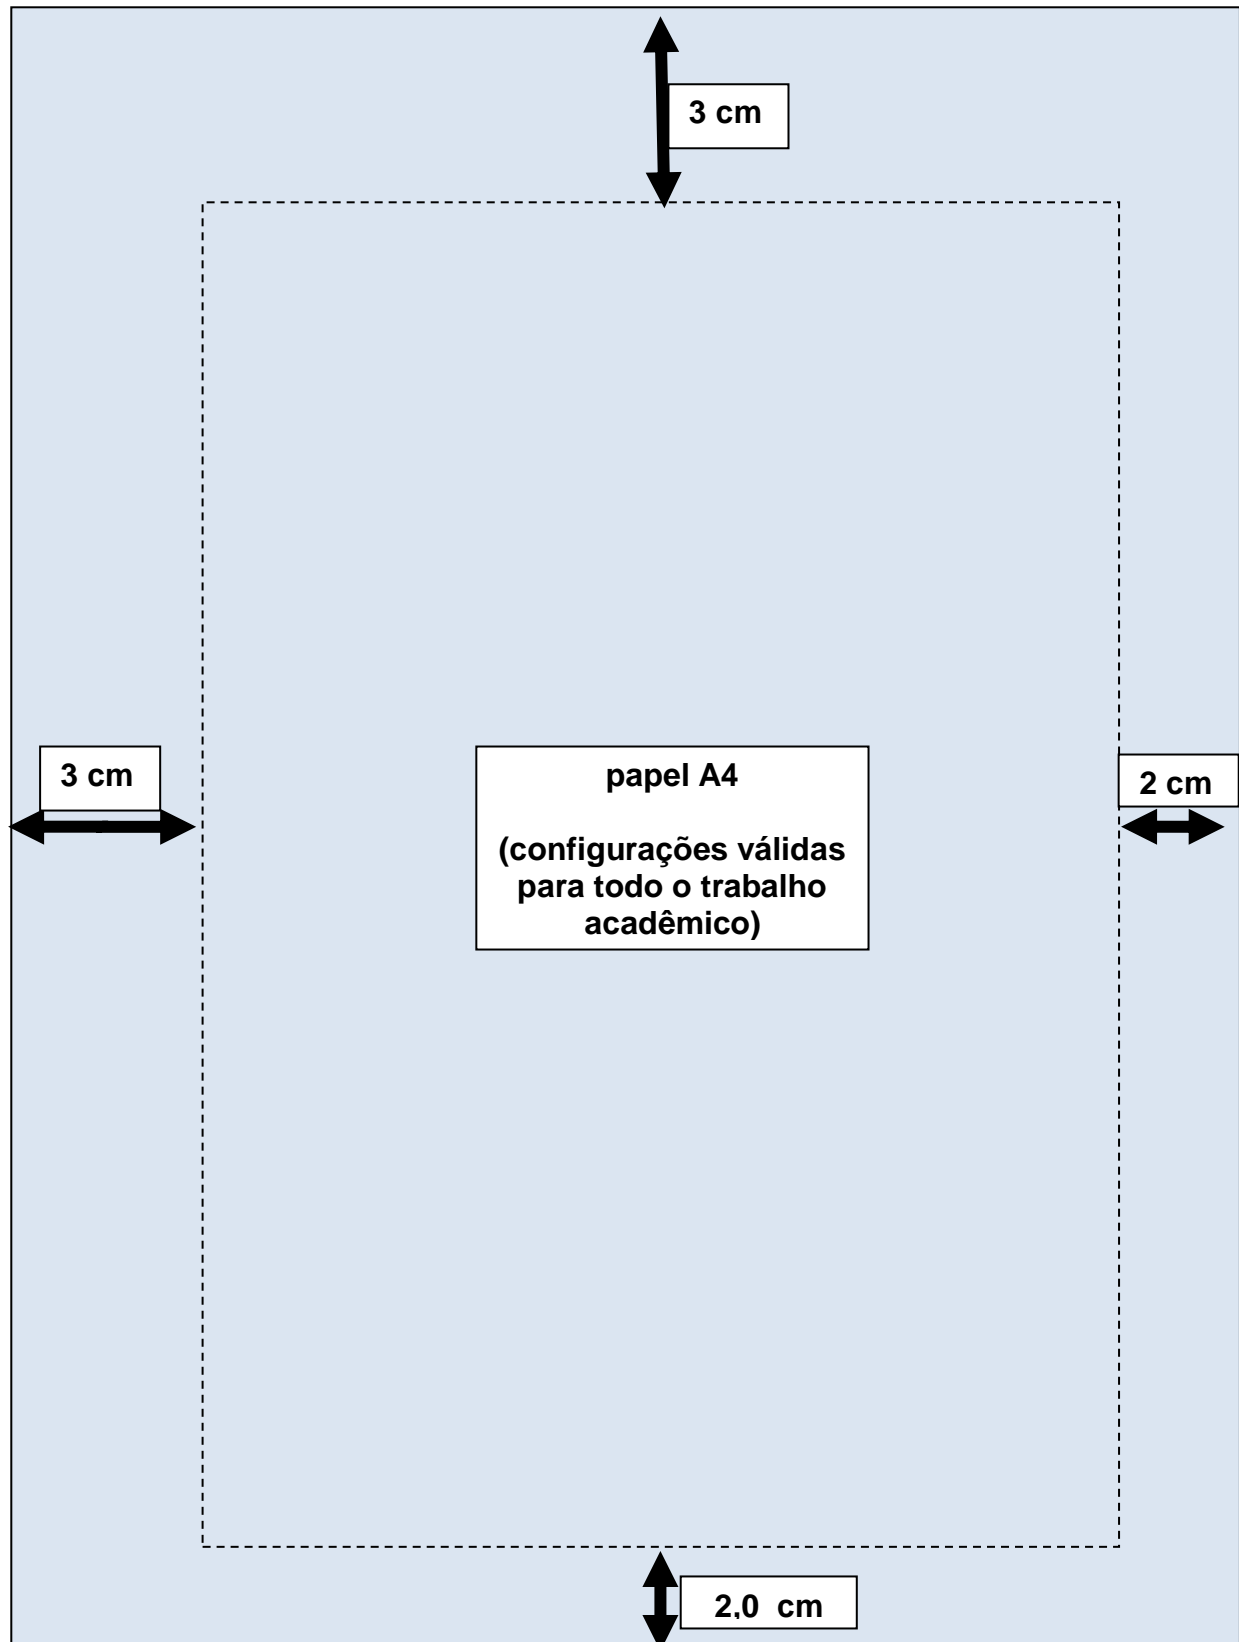 3 cm
3 cm
papel A4
(configurações válidas
para todo o trabalho
acadêmico)
2 cm
2,0 cm